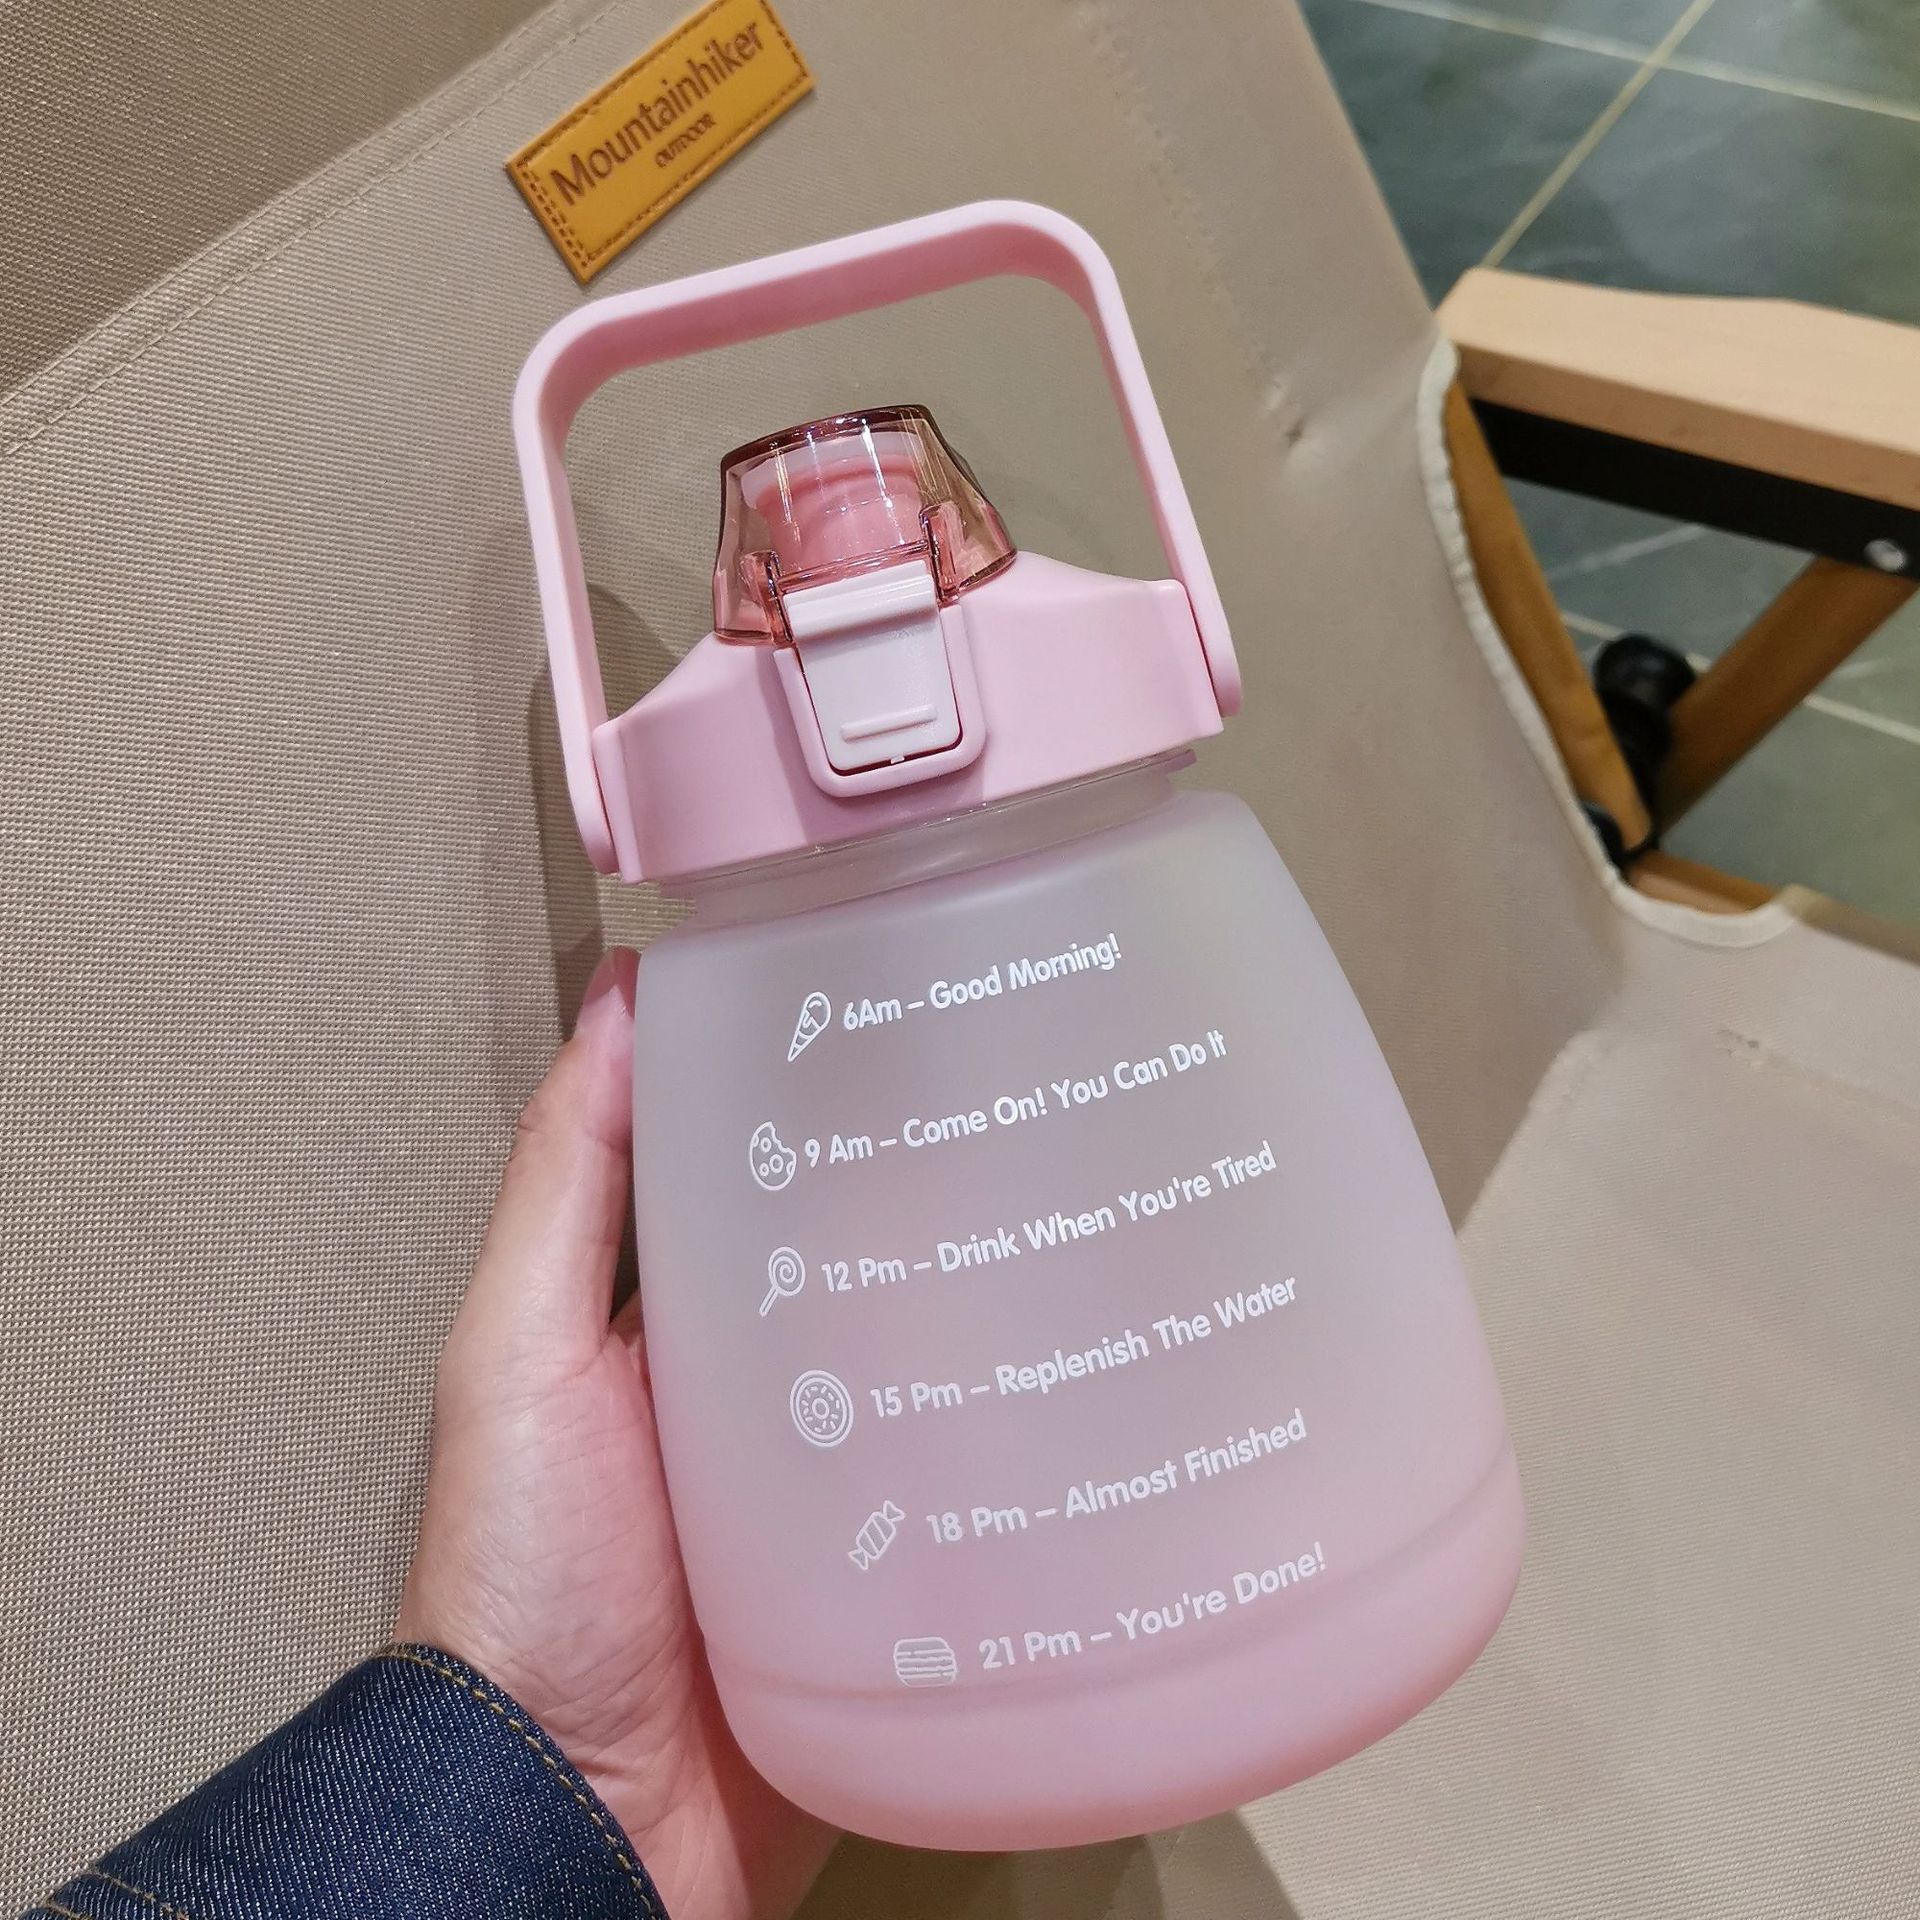 Mountainhiker
OUTDOOR
6Am – Good Morning!
9 Am – Come On! You Can Do It
12 Pm – Drink When You're Tired
15 Pm – Replenish The Water
18 Pm – Almost Finished
21 Pm – You're Done!